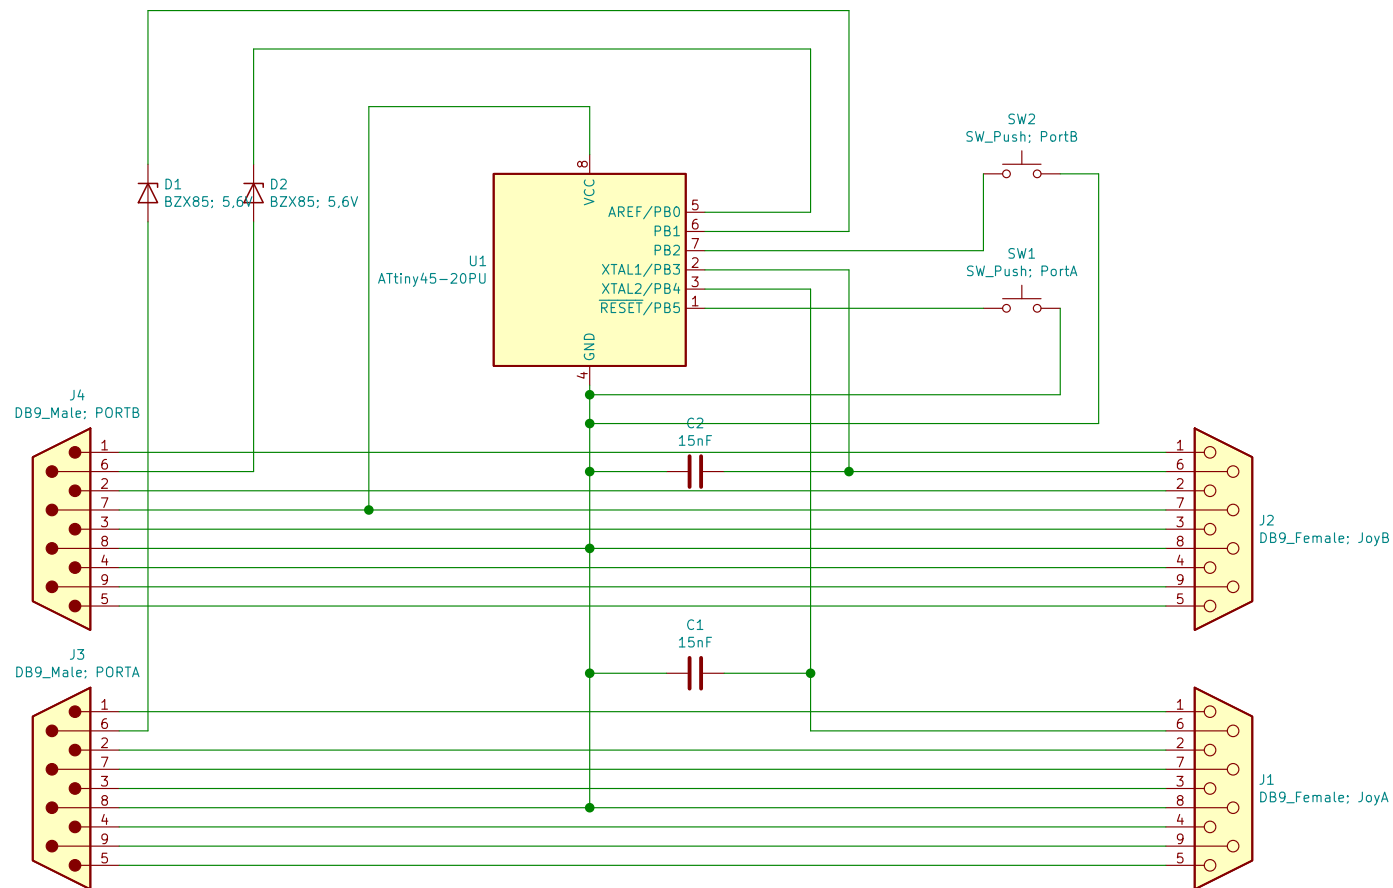 SW2
SW_Push; PortB
D1
BZX85; 5,6V
D2
BZX85; 5,6V
8
VCC
AREF/PB0 5
PB1 6
PB2 7
XTAL1/PB3 2
XTAL2/PB4 3
RESET/PB5 1
U1
ATtiny45-20PU
SW1
SW_Push; PortA
GND
4
J4
DB9_Male; PORTB
1
6
2
7
3
8
4
9
5
C2
15nF
1
6
2
7
3
8
4
9
5
J2
DB9_Female; JoyB
C1
15nF
J3
DB9_Male; PORTA
1
6
2
7
3
8
4
9
5
1
6
2
7
3
8
4
9
5
J1
DB9_Female; JoyA